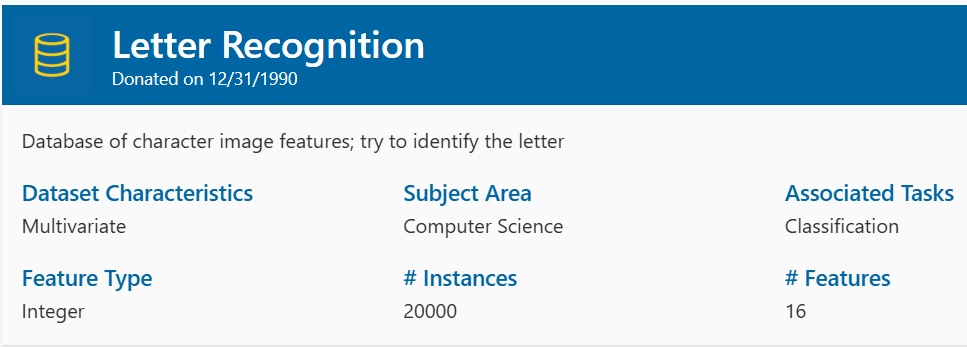 Letter Recognition
Donated on 12/31/1990
Database of character image features; try to identify the letter
Dataset Characteristics
Multivariate
Subject Area
Computer Science
Associated Tasks
Classification
Feature Type
Integer
# Instances
20000
# Features
16